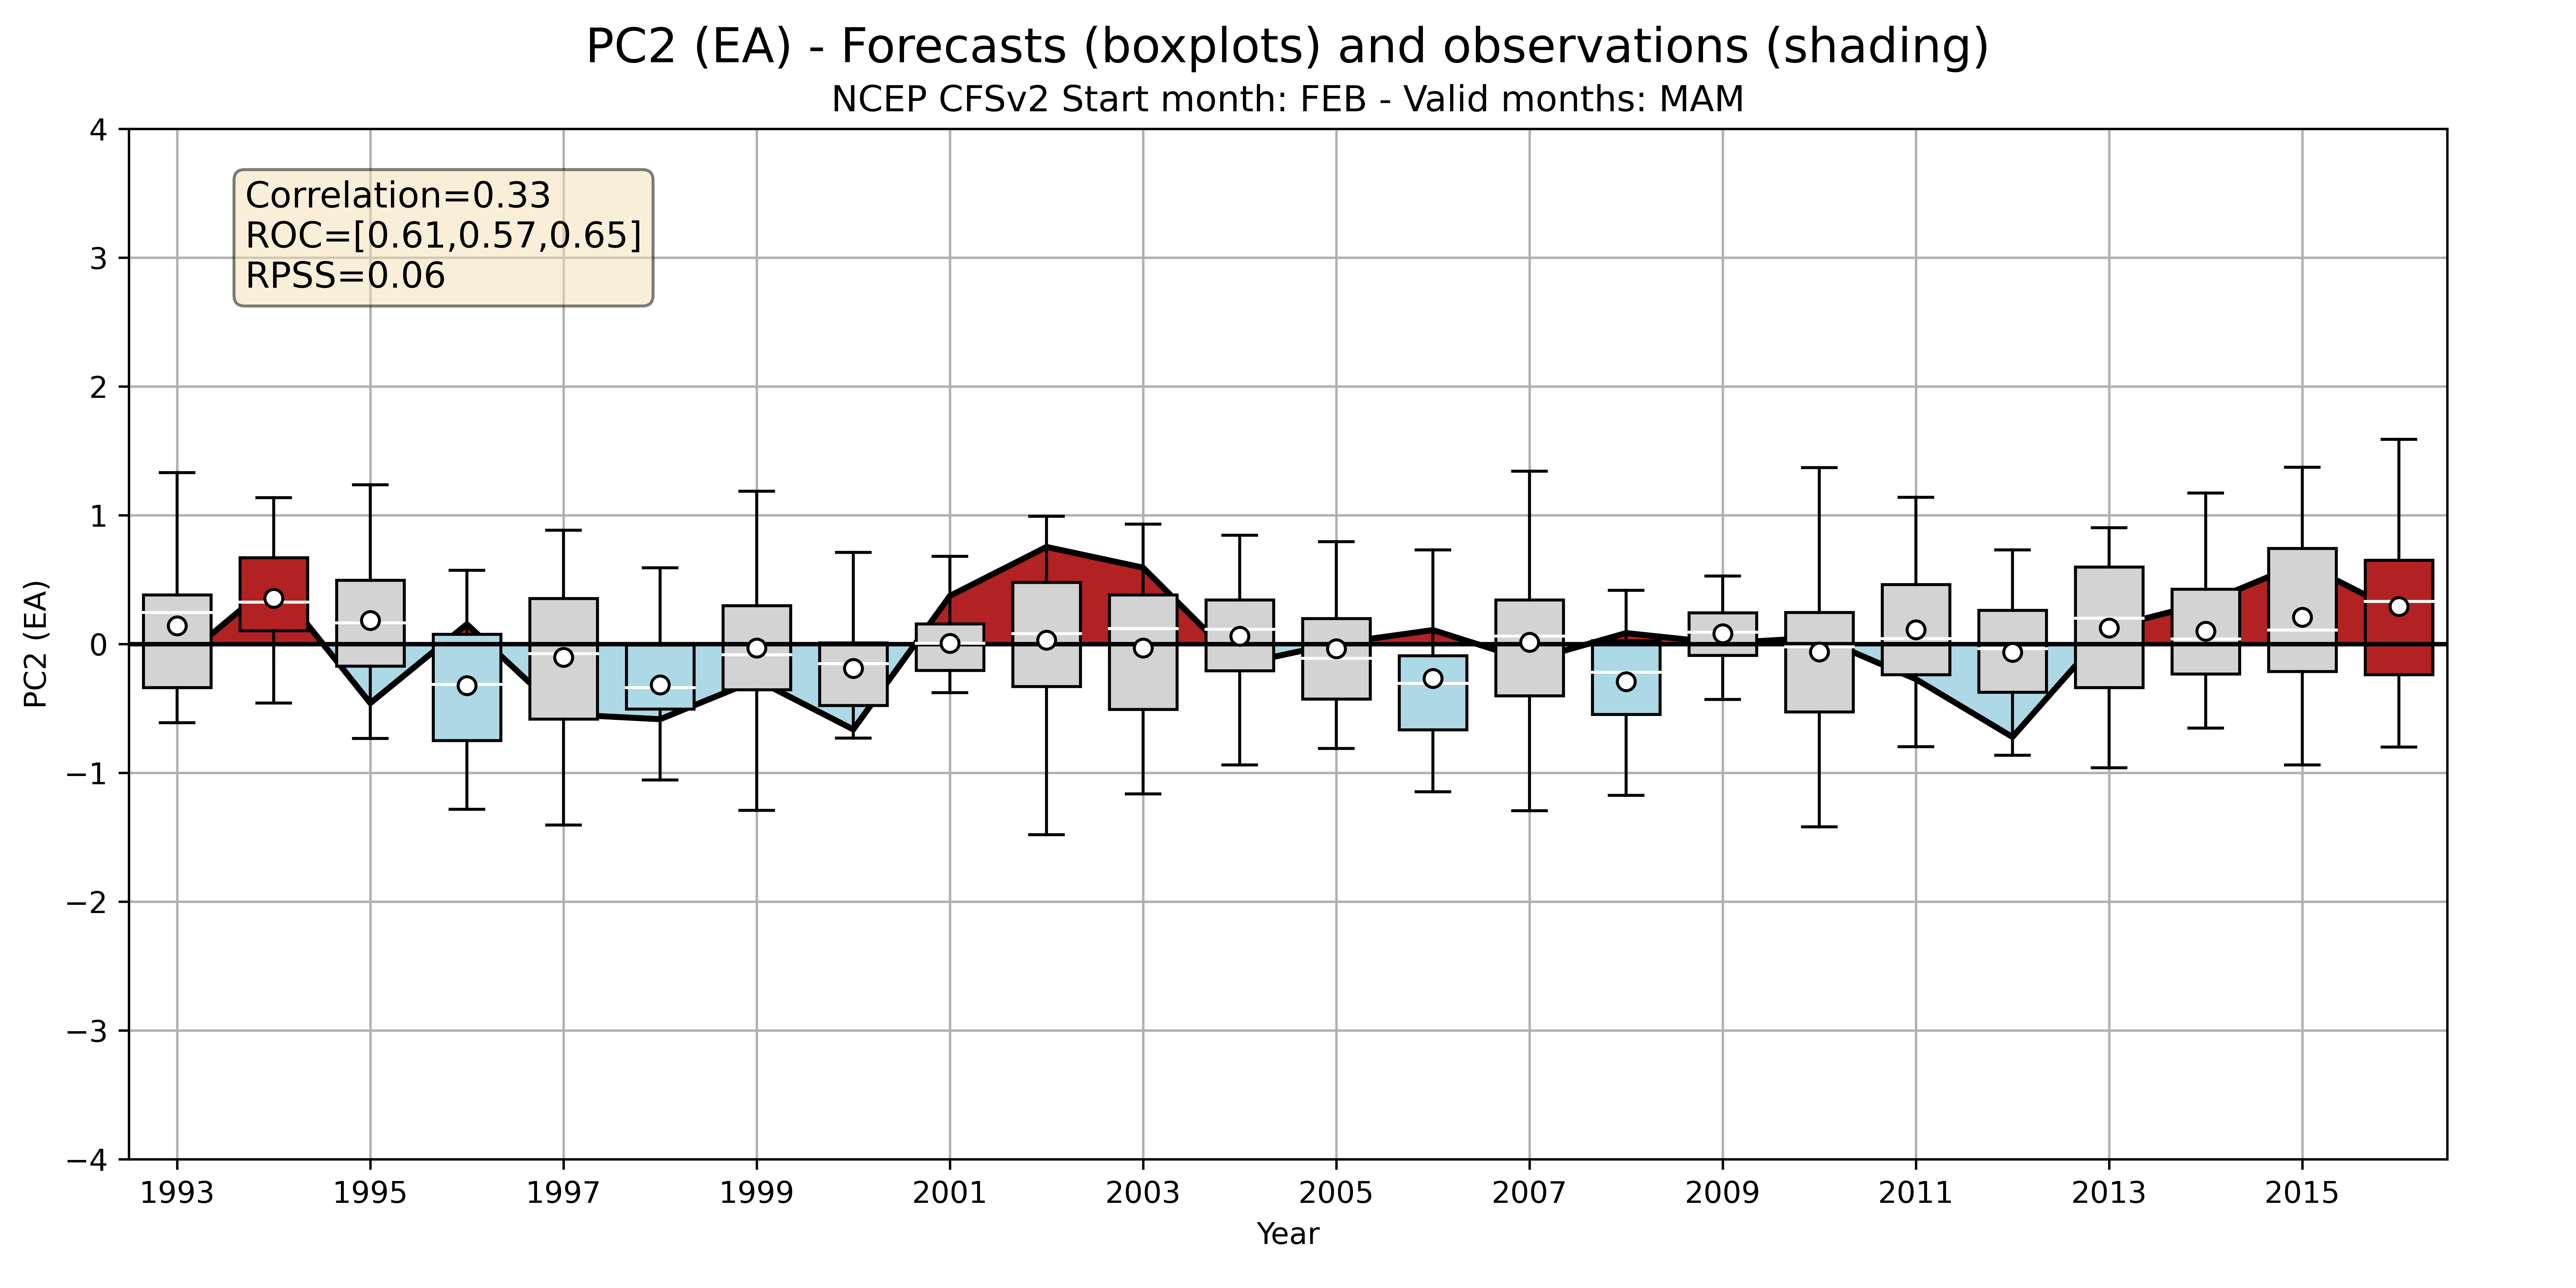 PC2 (EA) - Forecasts (boxplots) and observations (shading)
NCEP CFSv2 Start month: FEB - Valid months: MAM
Correlation=0.33
ROC=[0.61,0.57,0.65]
RPSS=0.06
PC2 (EA)
4
3
2
1
0
−1
−2
−3
−4
1993 1995 1997 1999 2001 2003 2005 2007 2009 2011 2013 2015
Year